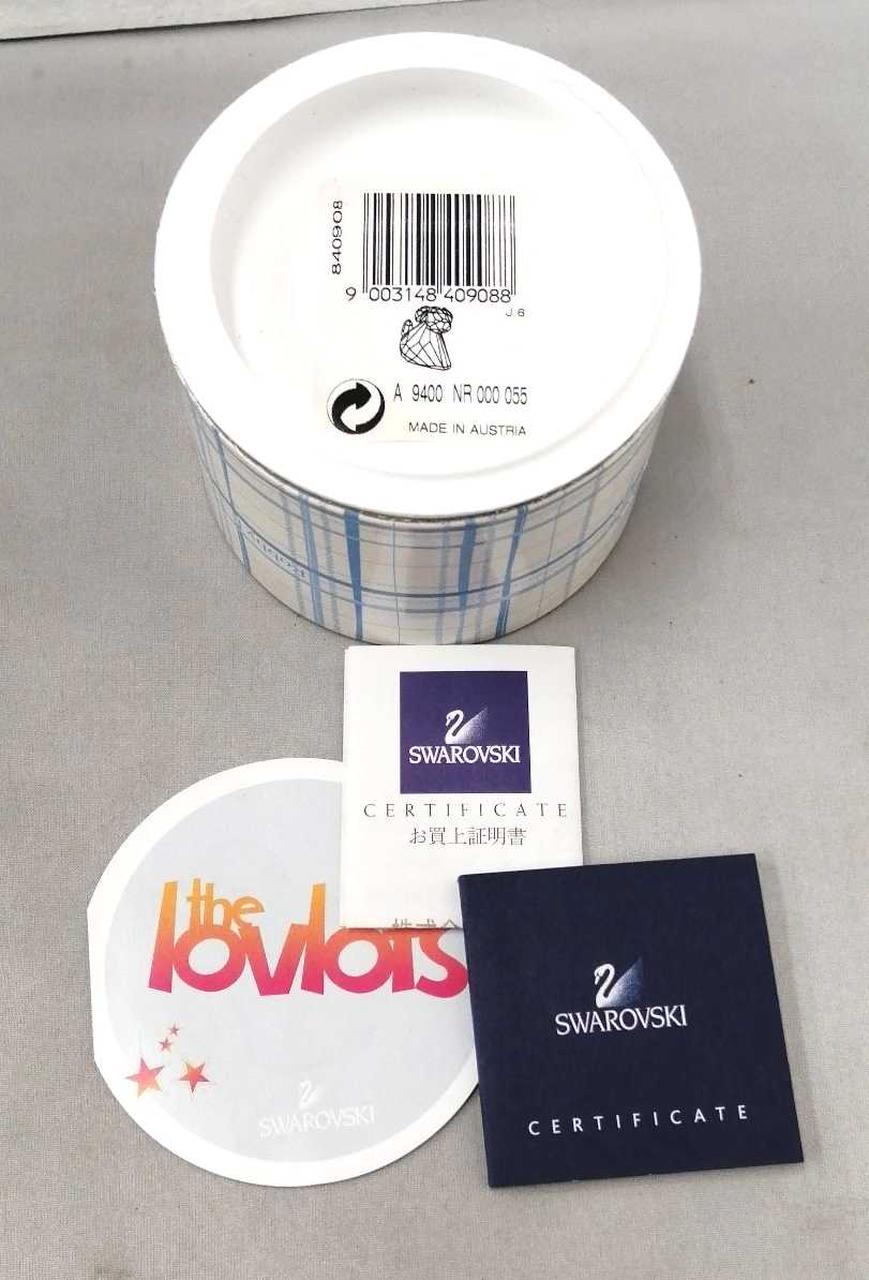 840908
9 003148 409088
J.6
A 9400 NR 000 055
MADE IN AUSTRIA
SWAROVSKI
CERTIFICATE
お買上証明書
the
lovlots
SWAROVSKI
SWAROVSKI
CERTIFICATE